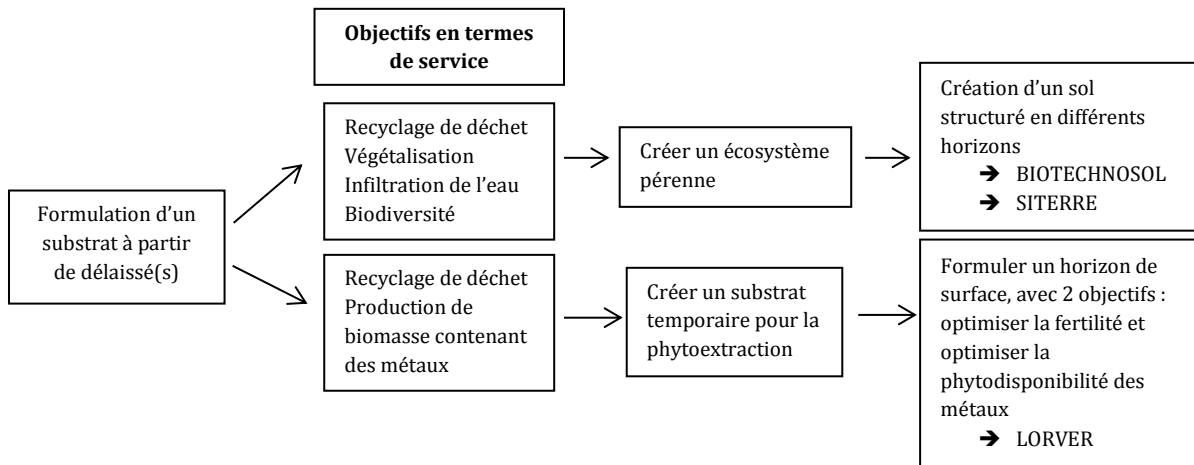 Objectifs en termes
de service
Formulation d'un
substrat à partir
de délaissé(s)
Recyclage de déchet
Végétalisation
Infiltration de l'eau
Biodiversité
Créer un écosystème
pérenne
Création d'un sol
structuré en différents
horizons
➔ BIOTECHNOSOL
➔ SITERRE
Recyclage de déchet
Production de
biomasse contenant
des métaux
Créer un substrat
temporaire pour la
phytoextraction
Formuler un horizon de
surface, avec 2 objectifs :
optimiser la fertilité et
optimiser la
phytodisponibilité des
métaux
➔ LORVER